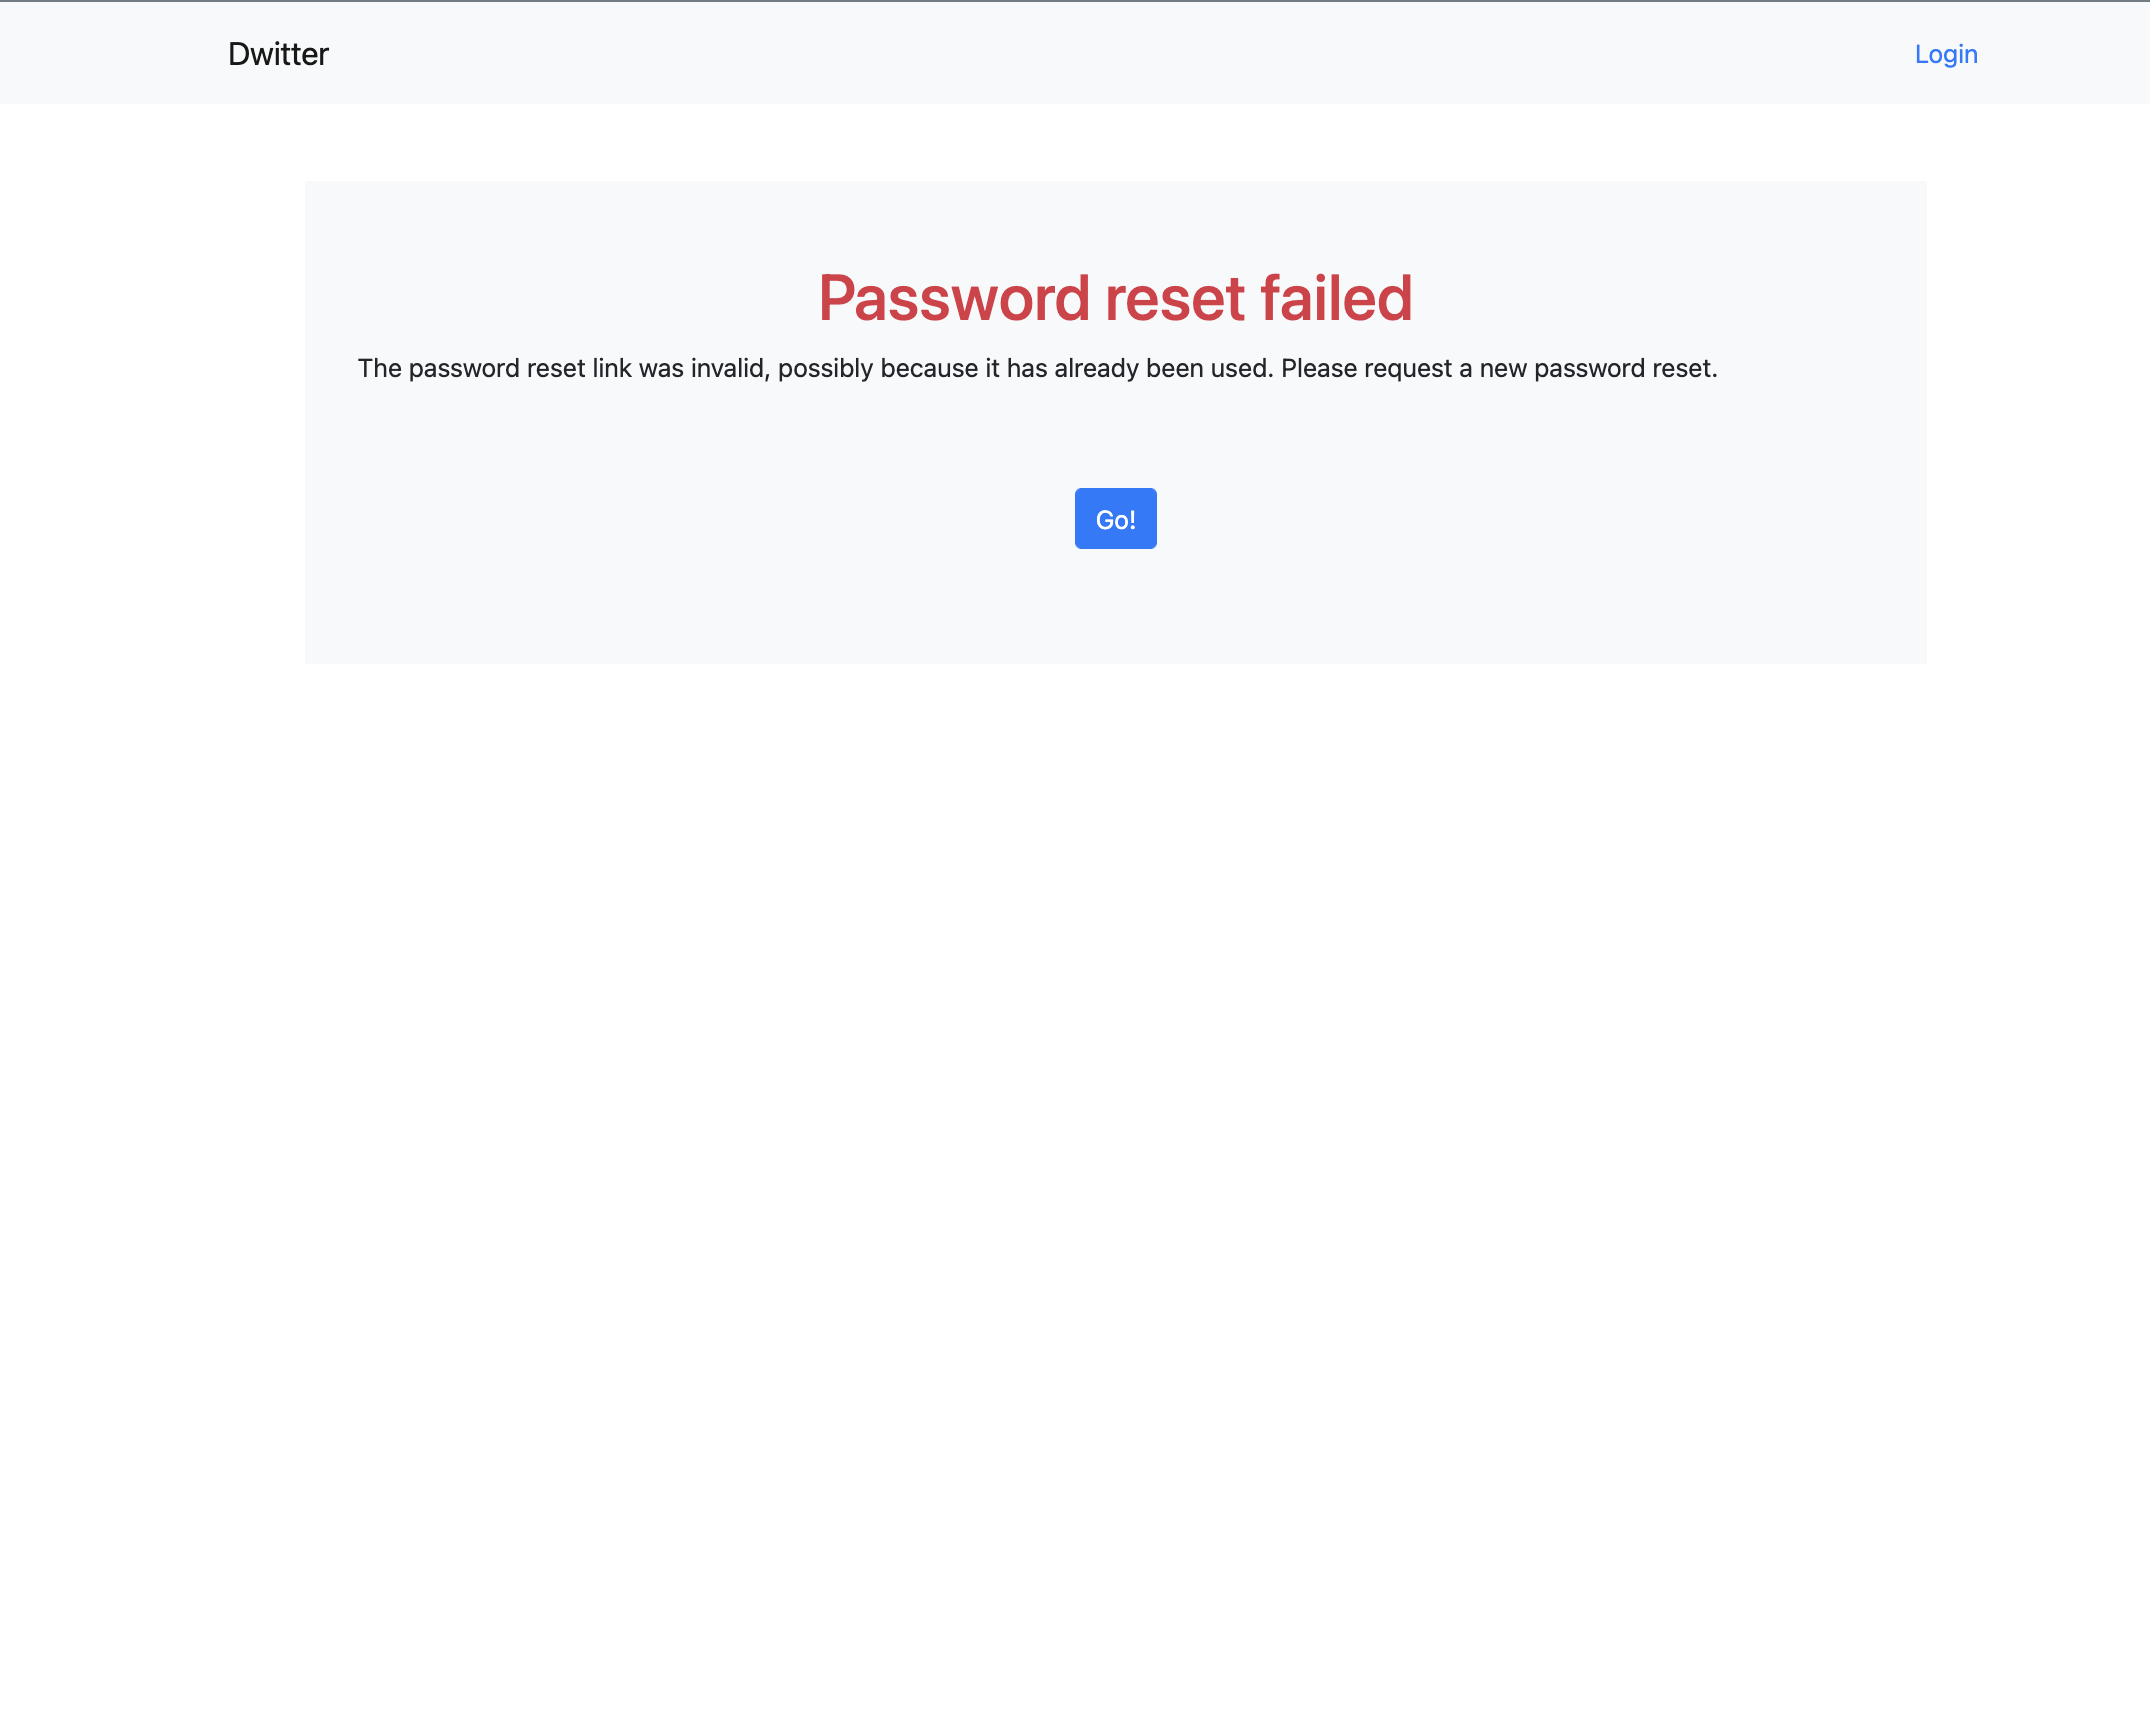 Dwitter
Login
Password reset failed
The password reset link was invalid, possibly because it has already been used. Please request a new password reset.
Go!